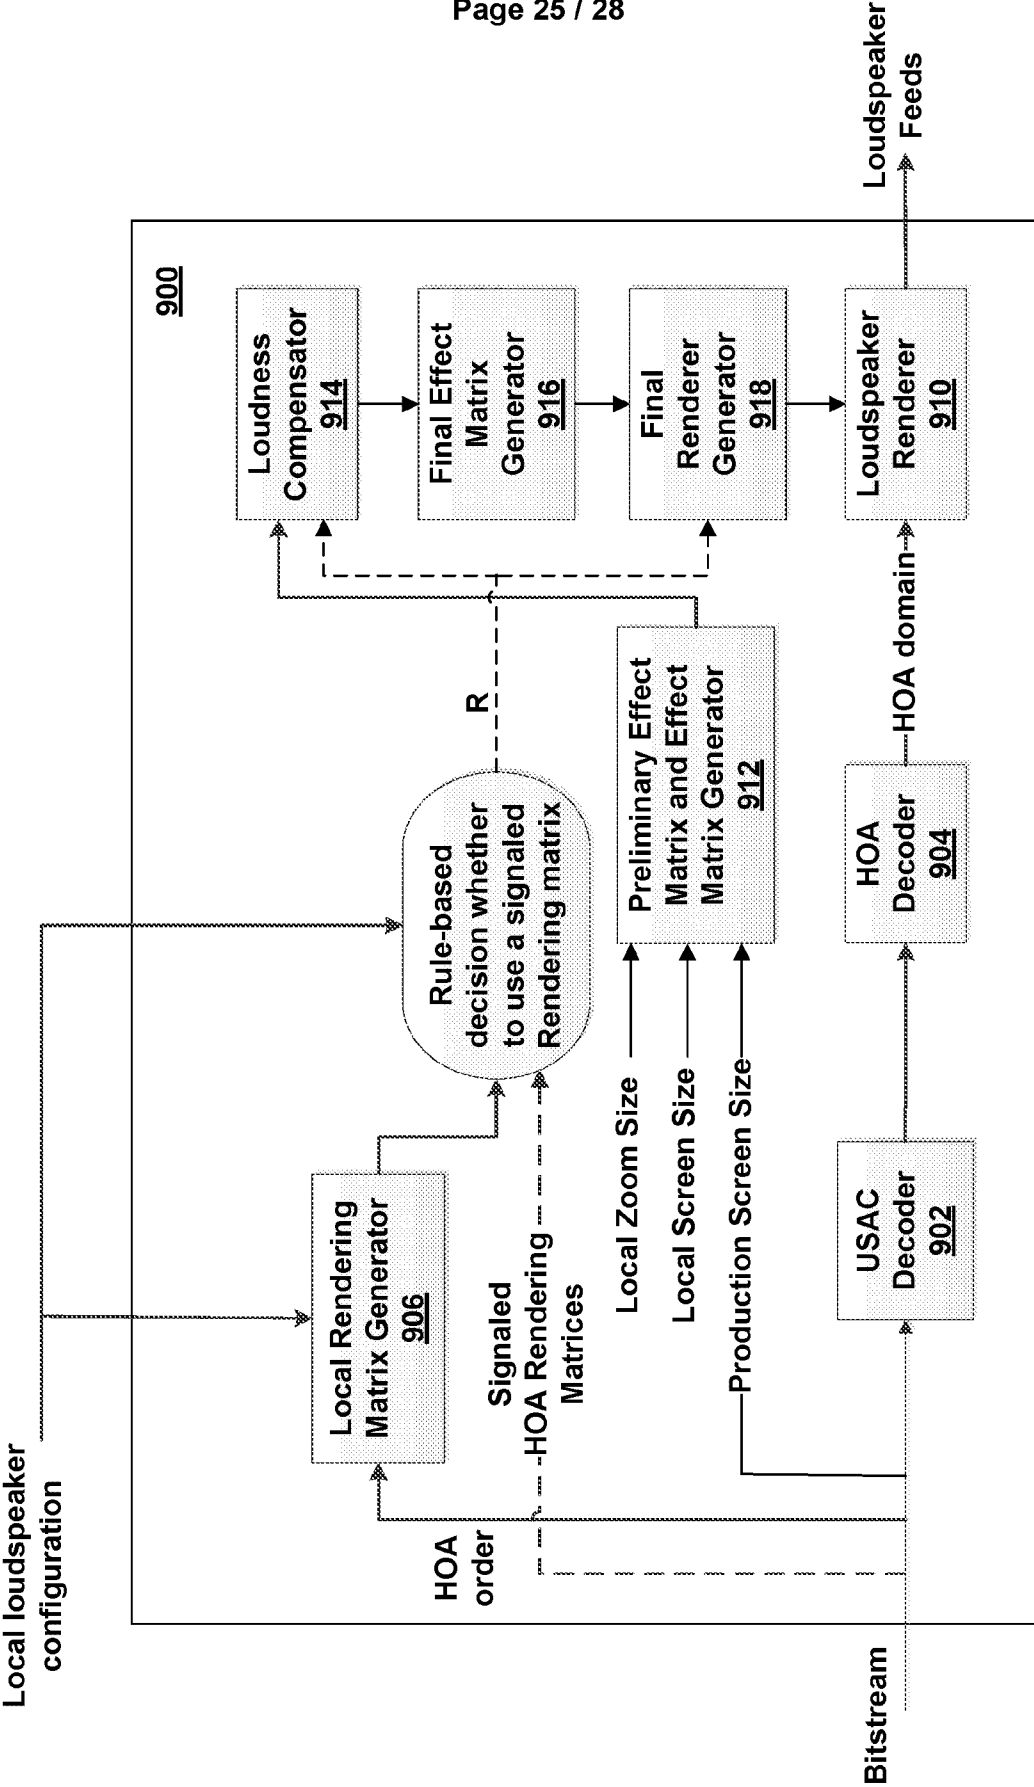 Page 25 / 28
Local loudspeaker
configuration
900
Local Rendering
Matrix Generator
906
HOA
order
Signaled
HOA Rendering
Matrices
Rule-based
decision whether
to use a signaled
Rendering matrix
R
Loudness
Compensator
914
Final Effect
Matrix
Generator
916
Final
Renderer
Generator
918
Local Zoom Size
Local Screen Size
Production Screen Size
Preliminary Effect
Matrix and Effect
Matrix Generator
912
Bitstream
USAC
Decoder
902
HOA
Decoder
904
HOA domain
Loudspeaker
Renderer
910
Loudspeaker
Feeds